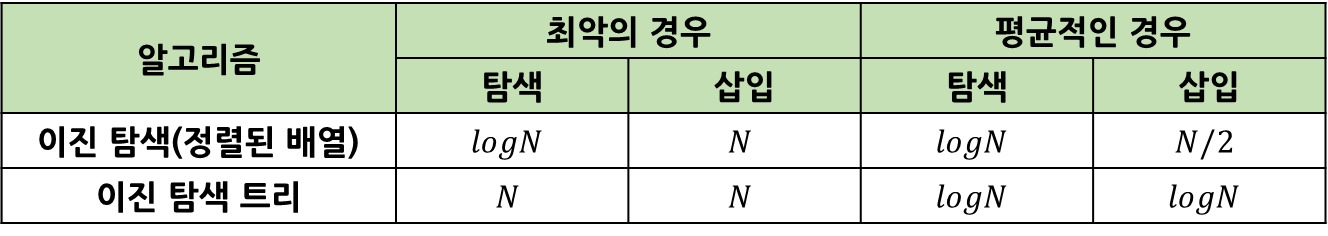 알고리즘 최악의 경우 평균적인 경우
탐색 삽입 탐색 삽입
이진 탐색(정렬된 배열) logN N logN N/2
이진 탐색 트리 N N logN logN